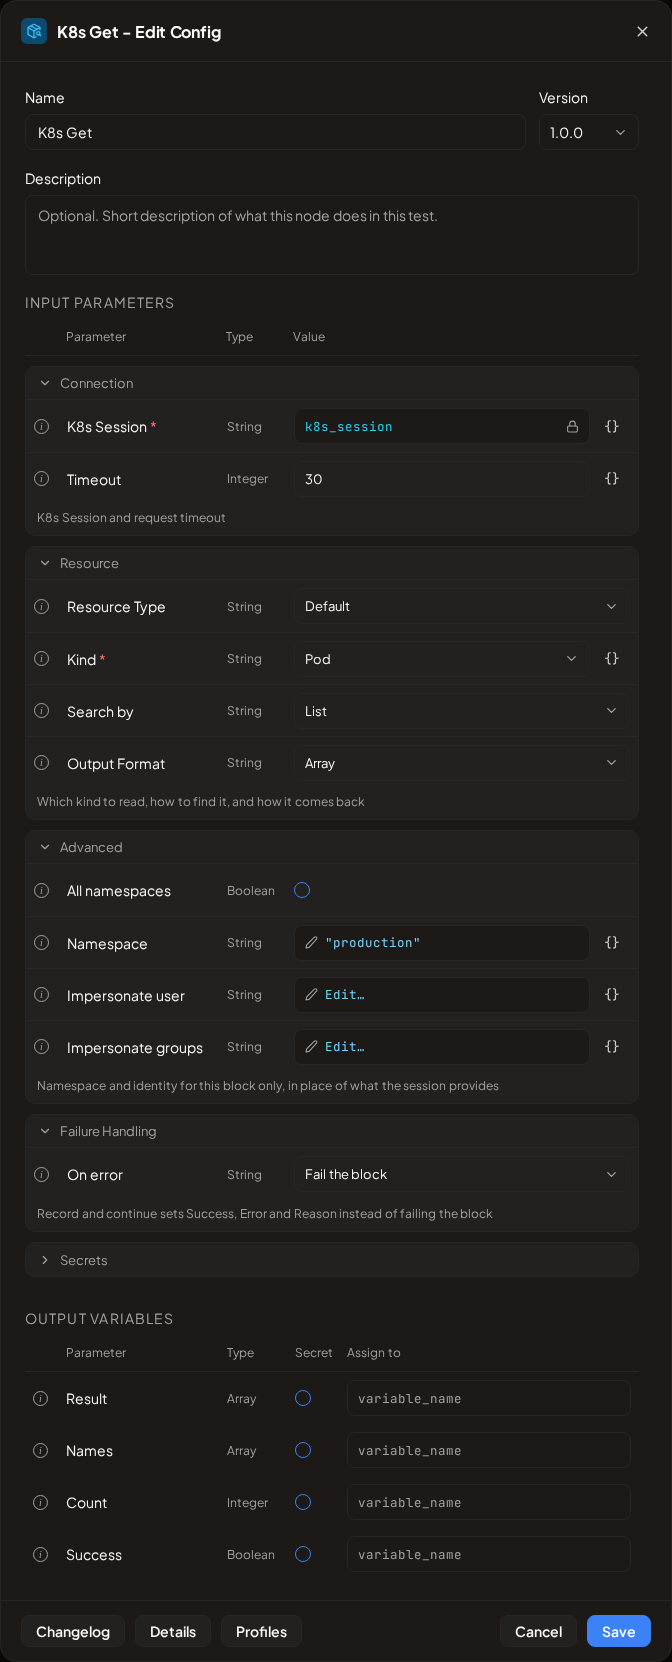 K8s Get - Edit Config
Name
Version
K8s Get
1.0.0
Description
Optional. Short description of what this node does in this test.
INPUT PARAMETERS
Parameter Type Value
Connection
K8s Session * String k8s_session {}
Timeout Integer 30 {}
K8s Session and request timeout
Resource
Resource Type String Default
Kind * String Pod {}
Search by String List
Output Format String Array
Which kind to read, how to find it, and how it comes back
Advanced
All namespaces Boolean
Namespace String "production" {}
Impersonate user String Edit… {}
Impersonate groups String Edit… {}
Namespace and identity for this block only, in place of what the session provides
Failure Handling
On error String Fail the block
Record and continue sets Success, Error and Reason instead of failing the block
Secrets
OUTPUT VARIABLES
Parameter Type Secret Assign to
Result Array variable_name
Names Array variable_name
Count Integer variable_name
Success Boolean variable_name
Changelog Details Profiles Cancel Save